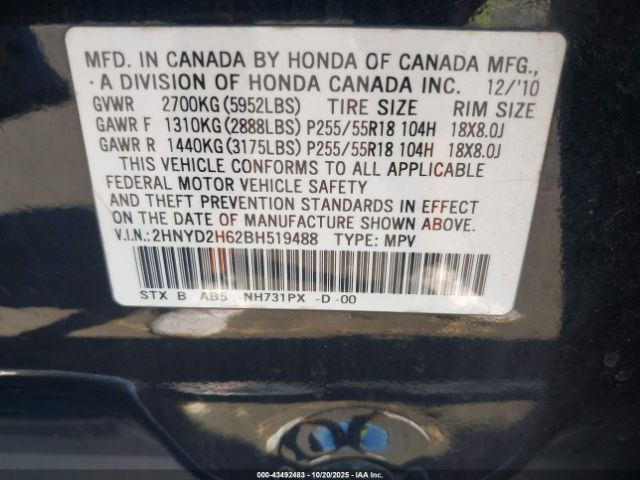 MFD. IN CANADA BY HONDA OF CANADA MFG.,
A DIVISION OF HONDA CANADA INC. 12/'10
GVWR 2700KG (5952LBS) TIRE SIZE RIM SIZE
GAWR F 1310KG (2888LBS) P255/55R18 104H 18X8.0J
GAWR R 1440KG (3175LBS) P255/55R18 104H 18X8.0J
THIS VEHICLE CONFORMS TO ALL APPLICABLE
FEDERAL MOTOR VEHICLE SAFETY
AND THEFT PREVENTION STANDARDS IN EFFECT
ON THE DATE OF MANUFACTURE SHOWN ABOVE.
V.I.N.:2HNYD2H62BH519488 TYPE: MPV
STX B AB5 -NH731PX -D -00
000-43492483 - 10/20/2025 - IAAI.COM